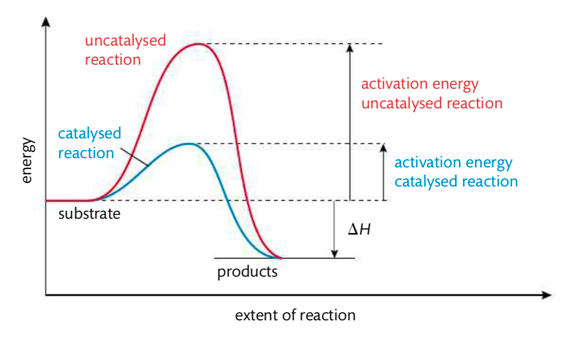 uncatalysed
reaction
activation energy
uncatalysed reaction
catalysed
reaction
activation energy
catalysed reaction
energy
substrate
ΔH
products
extent of reaction